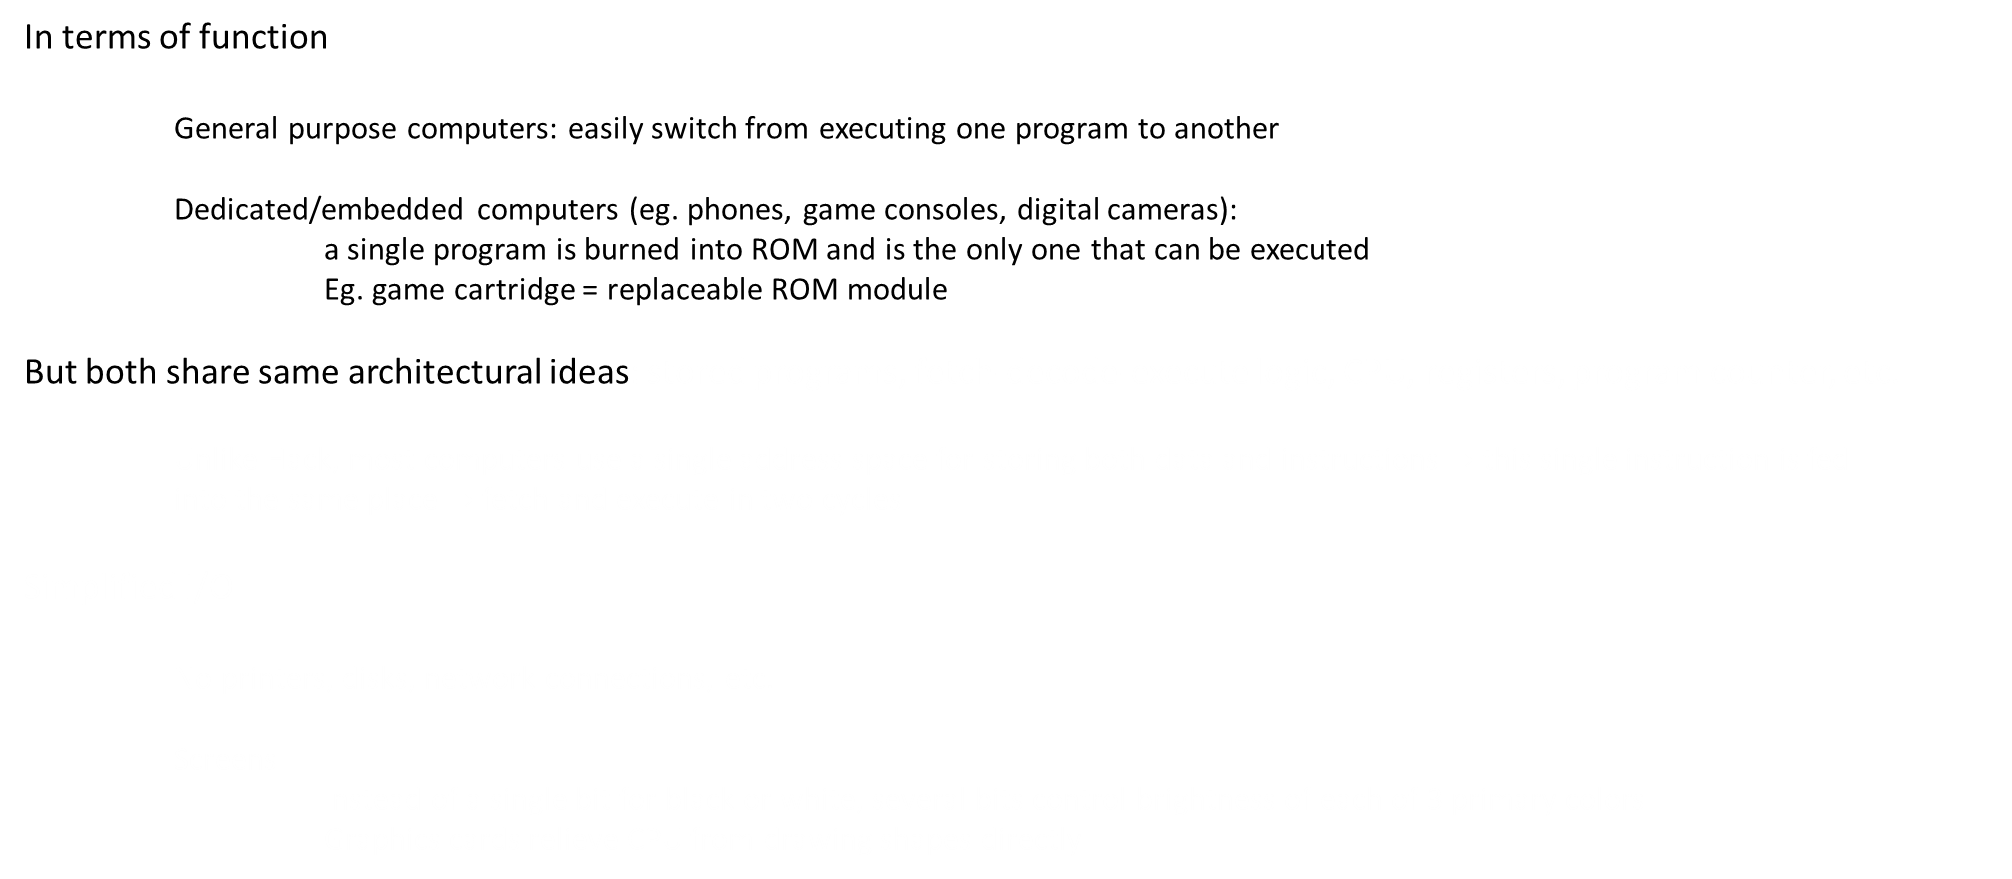 In terms of function
General purpose computers: easily switch from executing one program to another
Dedicated/embedded computers (eg. phones, game consoles, digital cameras):
a single program is burned into ROM and is the only one that can be executed
Eg. game cartridge = replaceable ROM module
But both share same architectural ideas